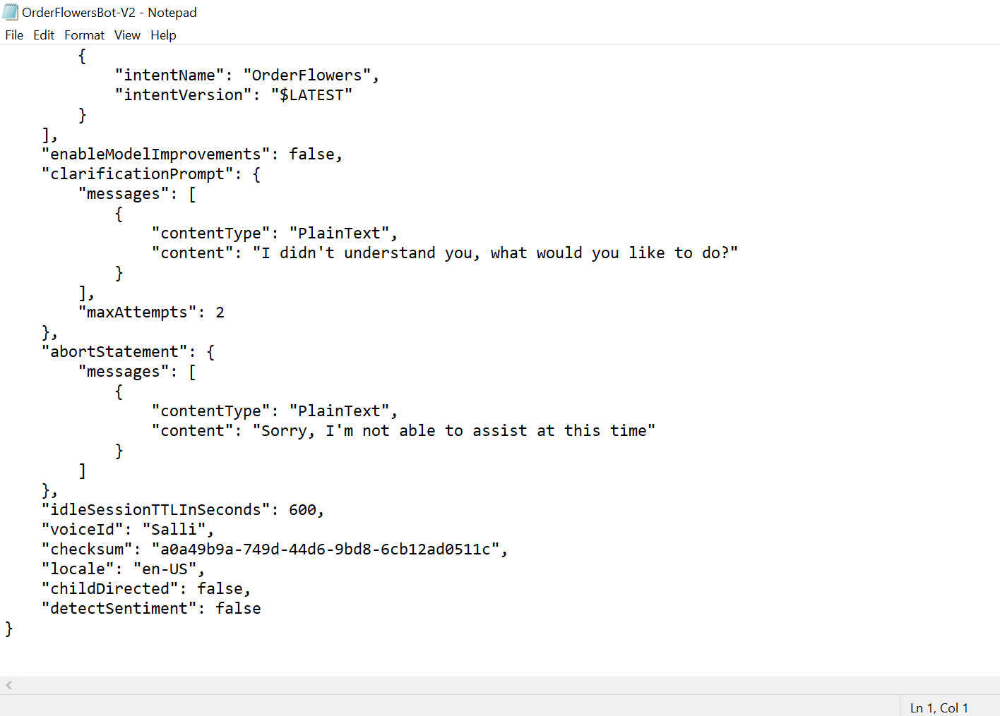 OrderFlowersBot-V2 - Notepad
File Edit Format View Help
{
"intentName": "OrderFlowers",
"intentVersion": "$LATEST"
}
],
"enableModelImprovements": false,
"clarificationPrompt": {
"messages": [
{
"contentType": "PlainText",
"content": "I didn't understand you, what would you like to do?"
}
],
"maxAttempts": 2
},
"abortStatement": {
"messages": [
{
"contentType": "PlainText",
"content": "Sorry, I'm not able to assist at this time"
}
]
},
"idleSessionTTLInSeconds": 600,
"voiceId": "Salli",
"checksum": "a0a49b9a-749d-44d6-9bd8-6cb12ad0511c",
"locale": "en-US",
"childDirected": false,
"detectSentiment": false
}
Ln 1, Col 1